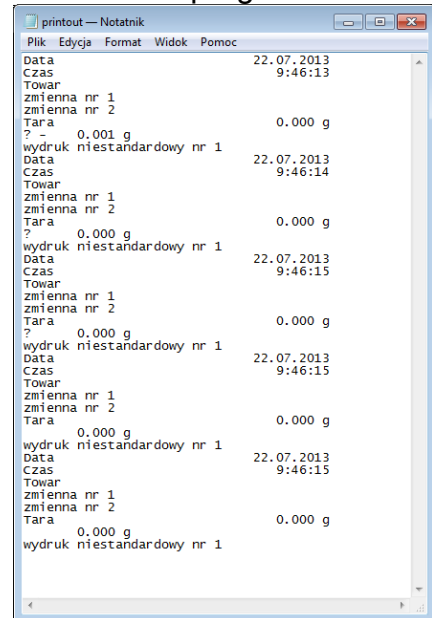 printout — Notatnik
Plik Edycja Format Widok Pomoc
Data 22.07.2013
Czas 9:46:13
Towar
zmienna nr 1
zmienna nr 2
Tara 0.000 g
? - 0.001 g
wydruk niestandardowy nr 1
Data 22.07.2013
Czas 9:46:14
Towar
zmienna nr 1
zmienna nr 2
Tara 0.000 g
? 0.000 g
wydruk niestandardowy nr 1
Data 22.07.2013
Czas 9:46:15
Towar
zmienna nr 1
zmienna nr 2
Tara 0.000 g
? 0.000 g
wydruk niestandardowy nr 1
Data 22.07.2013
Czas 9:46:15
Towar
zmienna nr 1
zmienna nr 2
Tara 0.000 g
0.000 g
wydruk niestandardowy nr 1
Data 22.07.2013
Czas 9:46:15
Towar
zmienna nr 1
zmienna nr 2
Tara 0.000 g
0.000 g
wydruk niestandardowy nr 1